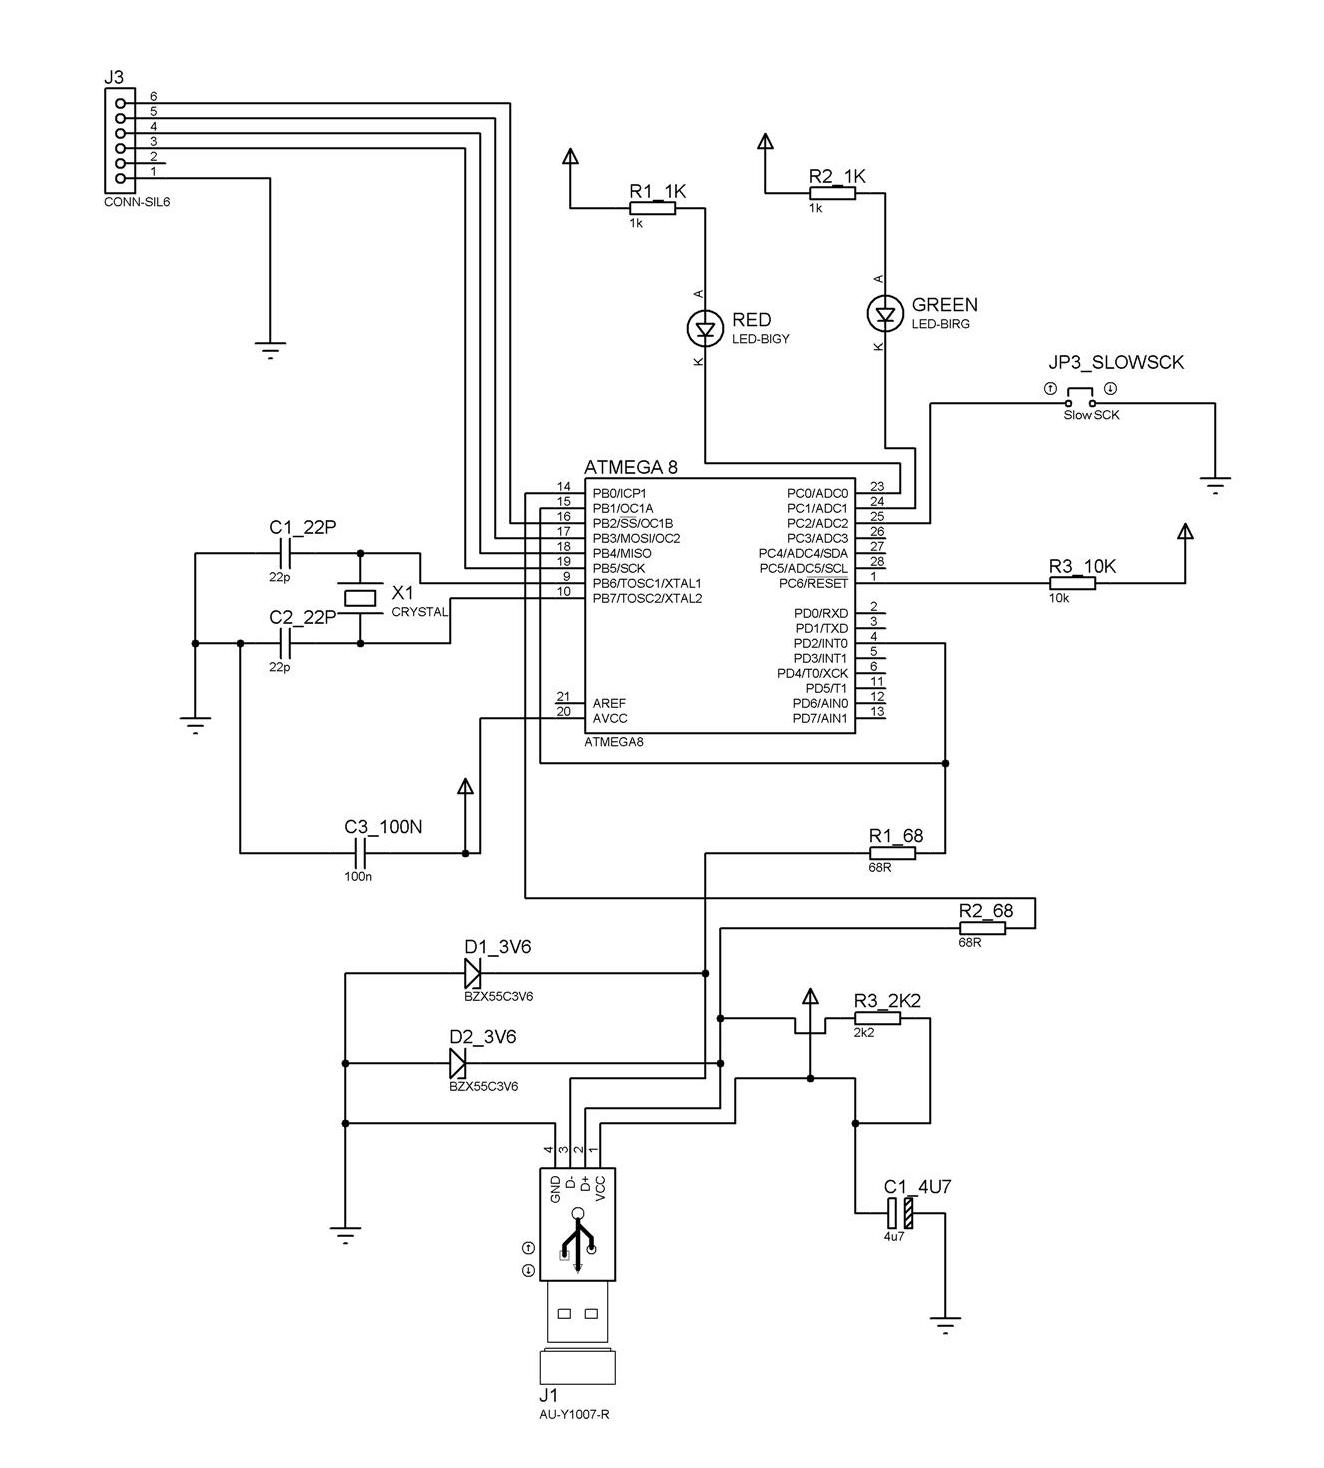 J3
6
5
4
3
2
1
CONN-SIL6
R1_1K
1k
R2_1K
1k
A
RED
LED-BIGY
K
A
GREEN
LED-BIRG
K
JP3_SLOWSCK
Slow SCK
ATMEGA 8
14 PB0/ICP1
15 PB1/OC1A
16 PB2/SS/OC1B
17 PB3/MOSI/OC2
18 PB4/MISO
19 PB5/SCK
9 PB6/TOSC1/XTAL1
10 PB7/TOSC2/XTAL2
21 AREF
20 AVCC
PC0/ADC0 23
PC1/ADC1 24
PC2/ADC2 25
PC3/ADC3 26
PC4/ADC4/SDA 27
PC5/ADC5/SCL 28
PC6/RESET 1
PD0/RXD 2
PD1/TXD 3
PD2/INT0 4
PD3/INT1 5
PD4/T0/XCK 6
PD5/T1 11
PD6/AIN0 12
PD7/AIN1 13
ATMEGA8
C1_22P
22p
X1
CRYSTAL
C2_22P
22p
R3_10K
10k
C3_100N
100n
R1_68
68R
R2_68
68R
D1_3V6
BZX55C3V6
D2_3V6
BZX55C3V6
R3_2K2
2k2
C1_4U7
4u7
4 3 2 1
GND D- D+ VCC
J1
AU-Y1007-R